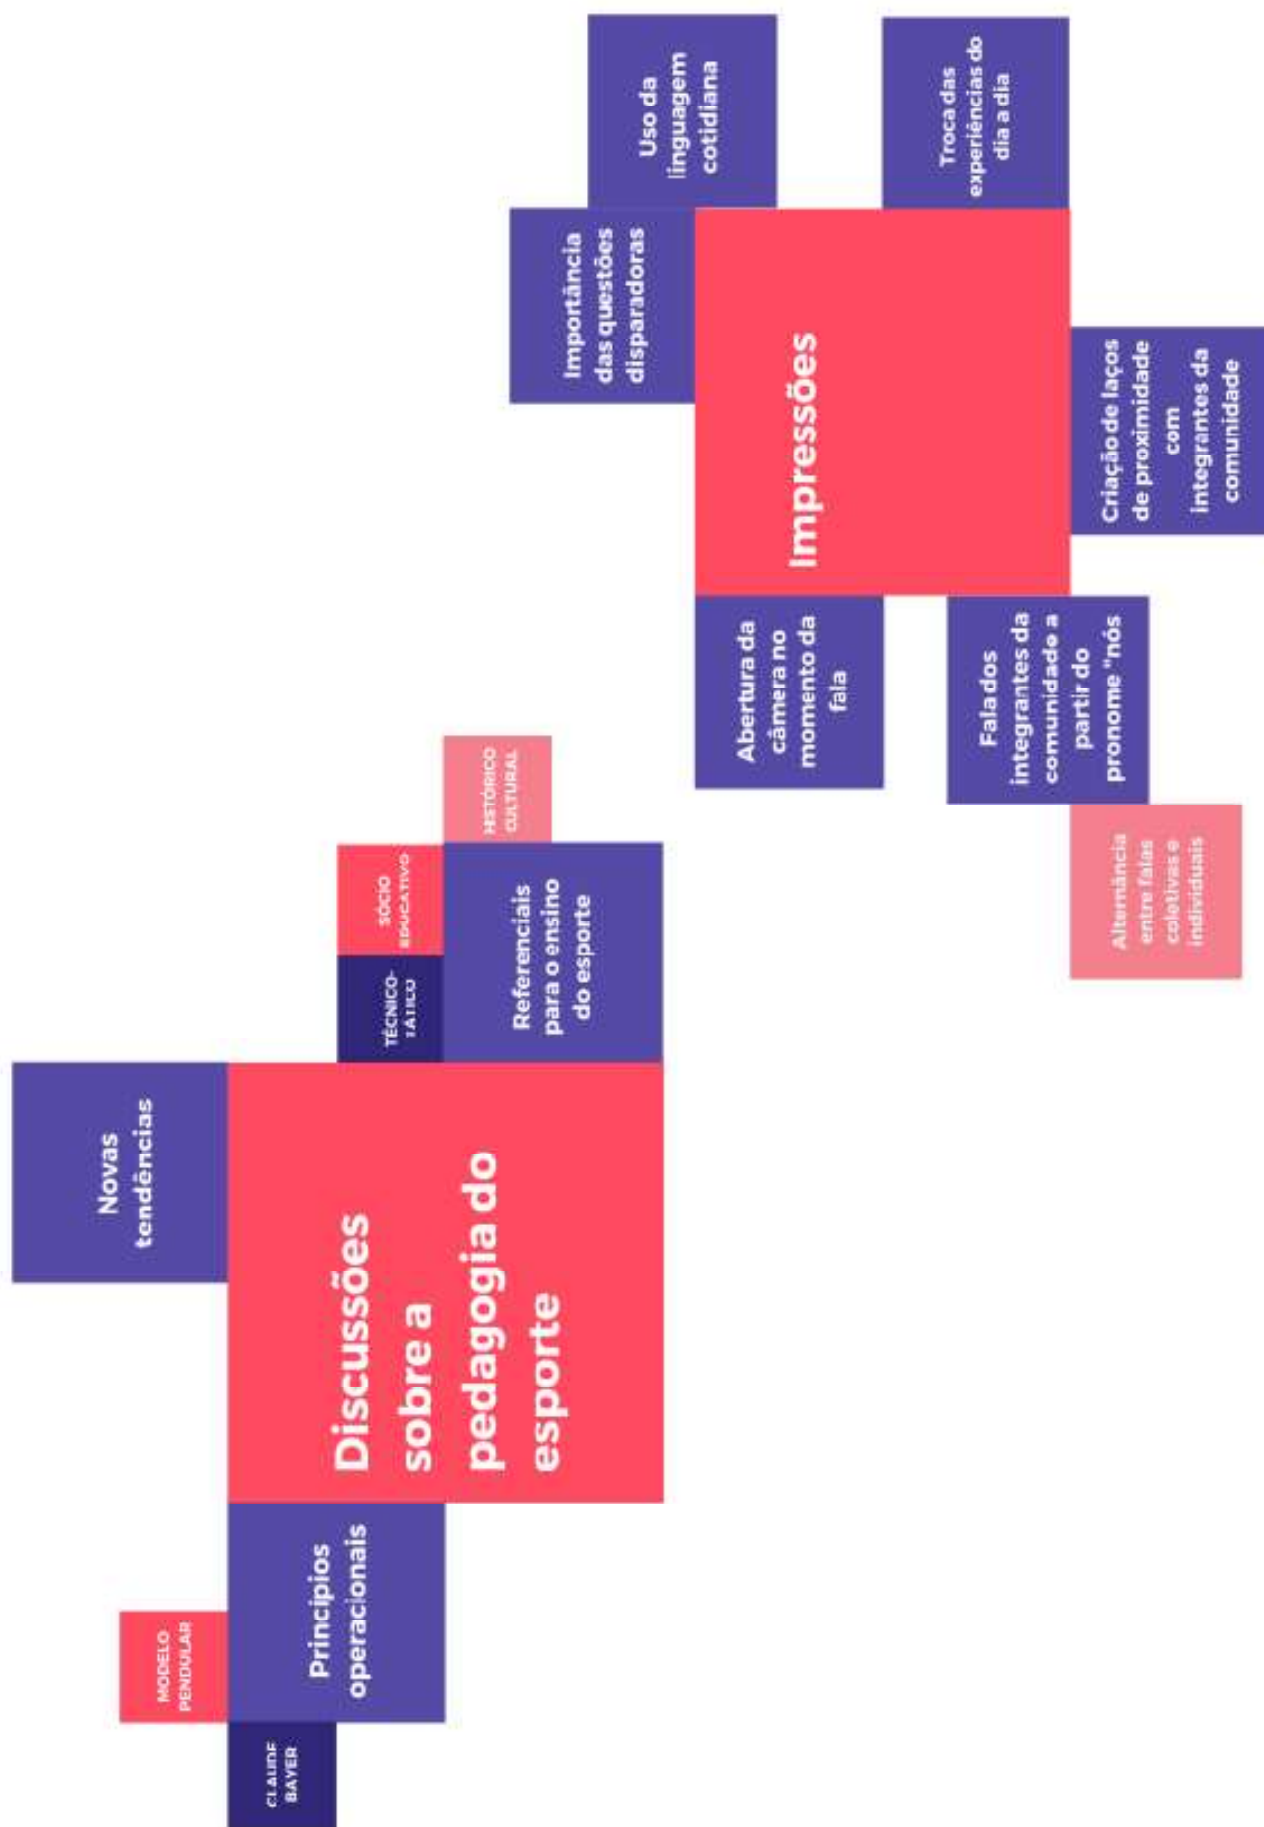 MODELO
PENDULAR
CLAUDE
BAYER
Princípios
operacionais
Novas
tendências
Discussões
sobre a
pedagogia do
esporte
TÉCNICO-
TÁTICO
SÓCIO
EDUCATIVO
HISTÓRICO
CULTURAL
Referenciais
para o ensino
do esporte
Importância
das questões
disparadoras
Uso da
linguagem
cotidiana
Abertura da
câmera no
momento da
fala
Impressões
Troca das
experiências do
dia a dia
Fala dos
integrantes da
comunidade a
partir do
pronome "nós
Criação de laços
de proximidade
com
integrantes da
comunidade
Alternância
entre falas
coletivas e
individuais